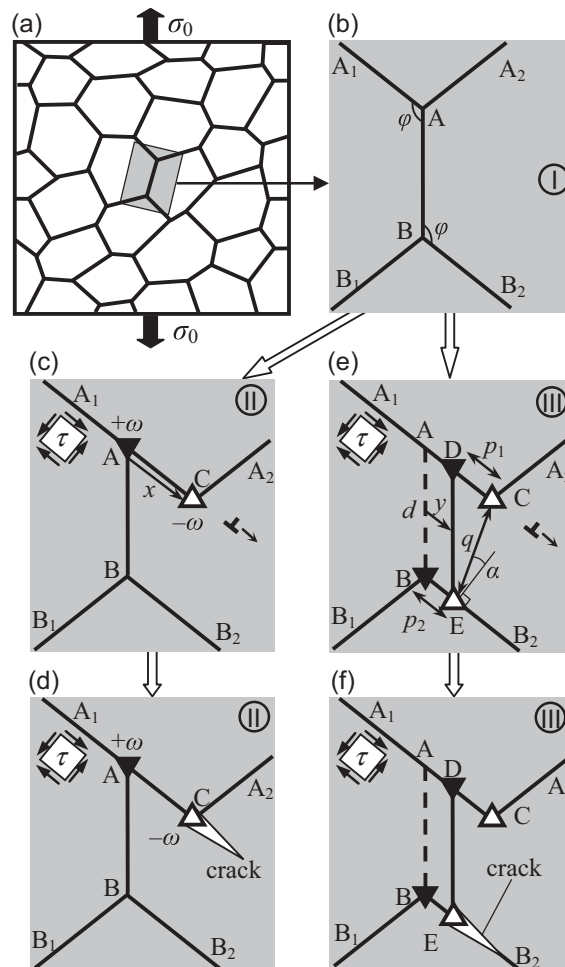 (a)
σ0
σ0
(b)
A1
A2
φ
A
I
B
φ
B1
B2
(c)
A1
II
+ω
τ
A
C
A2
x
−ω
B
B1
B2
(e)
A1
III
A
D
p1
τ
A2
C
d
y
q
B
α
p2
E
B1
B2
(d)
A1
II
+ω
τ
A
C
A2
−ω
crack
B
B1
B2
(f)
A1
III
A
D
τ
A
C
crack
B
E
B1
B2